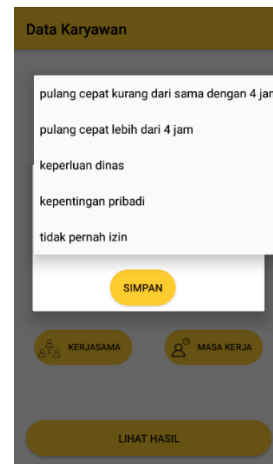 Data Karyawan
pulang cepat kurang dari sama dengan 4 jam
pulang cepat lebih dari 4 jam
keperluan dinas
kepentingan pribadi
tidak pernah izin
SIMPAN
KERJASAMA
MASA KERJA
LIHAT HASIL